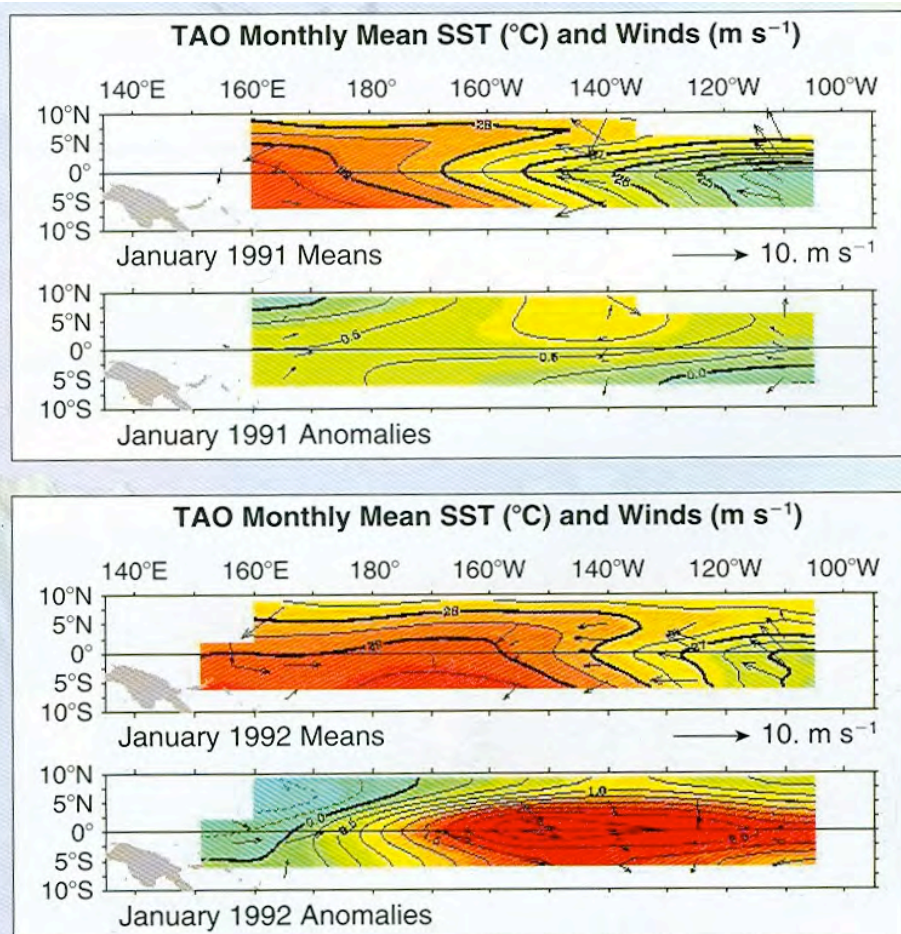 TAO Monthly Mean SST (°C) and Winds (m s⁻¹)
140°E 160°E 180° 160°W 140°W 120°W 100°W
10°N
28
5°N
0°
26
5°S
10°S
January 1991 Means
10. m s⁻¹
10°N
5°N
0.5
0°
0.5
0.0
5°S
10°S
January 1991 Anomalies
TAO Monthly Mean SST (°C) and Winds (m s⁻¹)
140°E 160°E 180° 160°W 140°W 120°W 100°W
10°N
28
5°N
0°
27
5°S
10°S
January 1992 Means
10. m s⁻¹
10°N
1.0
5°N
0.0
0.5
0°
5°S
10°S
January 1992 Anomalies